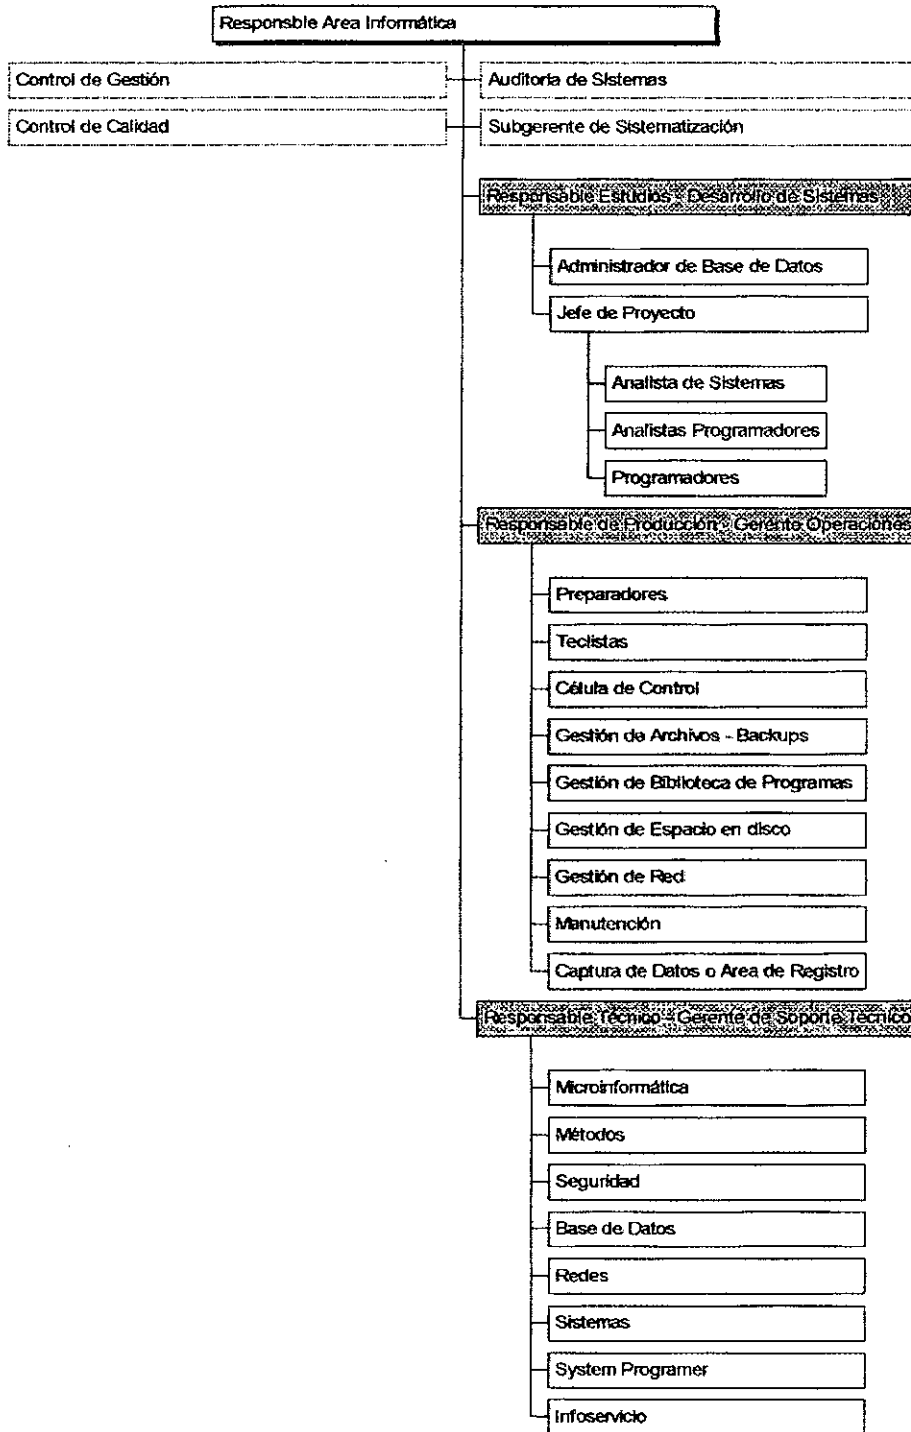 Responsble Area Informática
Control de Gestión
Auditoria de Sistemas
Control de Calidad
Subgerente de Sistematización
Responsable Estudios - Desarrollo de Sistemas
Administrador de Base de Datos
Jefe de Proyecto
Analista de Sistemas
Analistas Programadores
Programadores
Responsable de Producción - Gerente Operaciones
Preparadores
Teclistas
Célula de Control
Gestión de Archivos - Backups
Gestión de Biblioteca de Programas
Gestión de Espacio en disco
Gestión de Red
Manutención
Captura de Datos o Area de Registro
Responsable Técnico - Gerente de Soporte Técnico
Microinformática
Métodos
Seguridad
Base de Datos
Redes
Sistemas
System Programer
Infoservicio